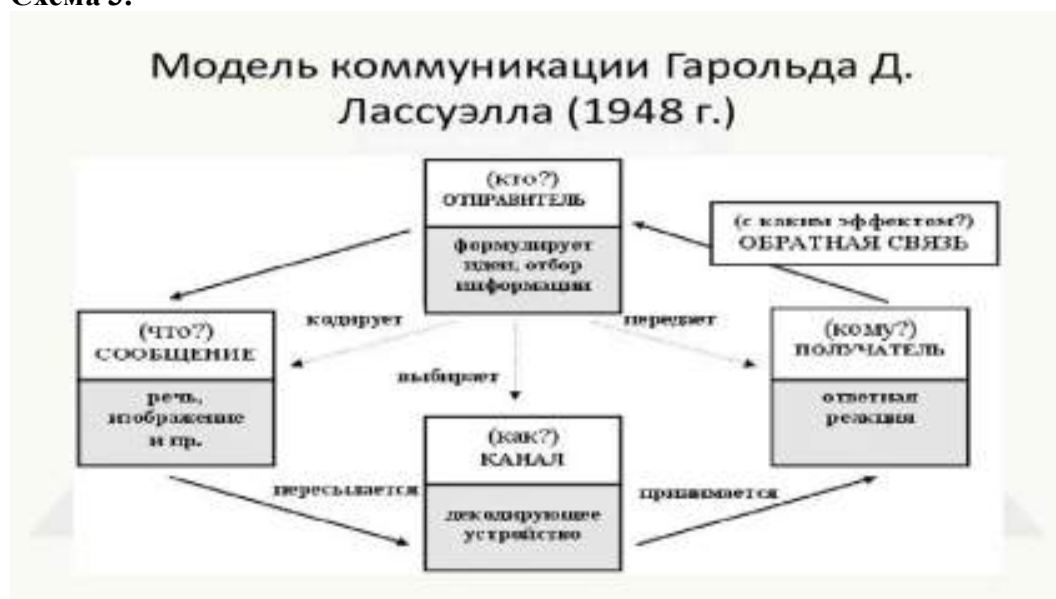 Схема 3.
Модель коммуникации Гарольда Д.
Лассуэлла (1948 г.)
(кто?)
ОТПРАВИТЕЛЬ
формулирует
идеи, отбор
информации
(с каким эффектом?)
ОБРАТНАЯ СВЯЗЬ
кодирует
передает
(что?)
СООБЩЕНИЕ
речь,
изображение
и пр.
выбирает
(кому?)
ПОЛУЧАТЕЛЬ
ответная
реакция
(как?)
КАНАЛ
декодирующее
устройство
пересылается
принимается